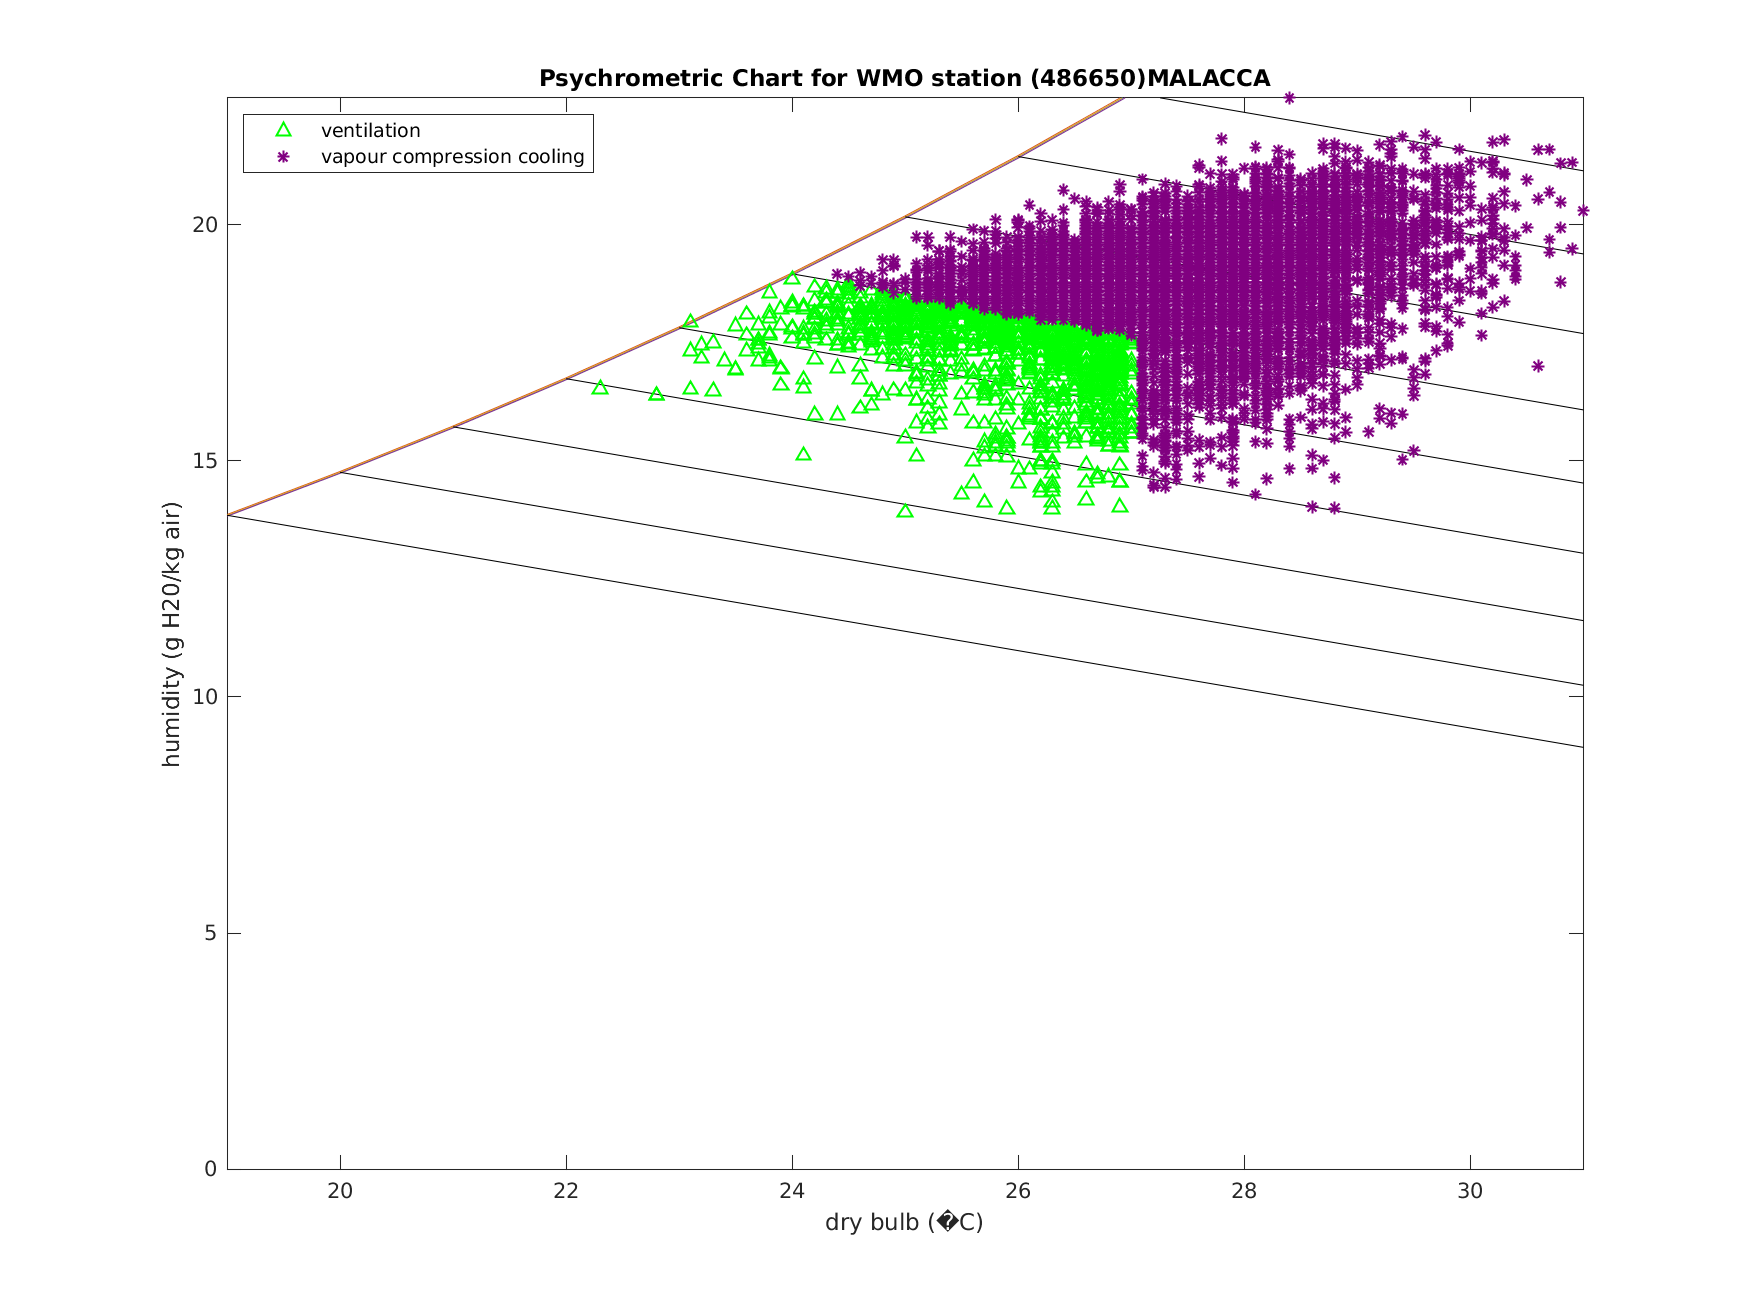 Psychrometric Chart for WMO station (486650)MALACCA
ventilation
vapour compression cooling
20
15
10
5
0
humidity (g H20/kg air)
20 22 24 26 28 30
dry bulb (�C)